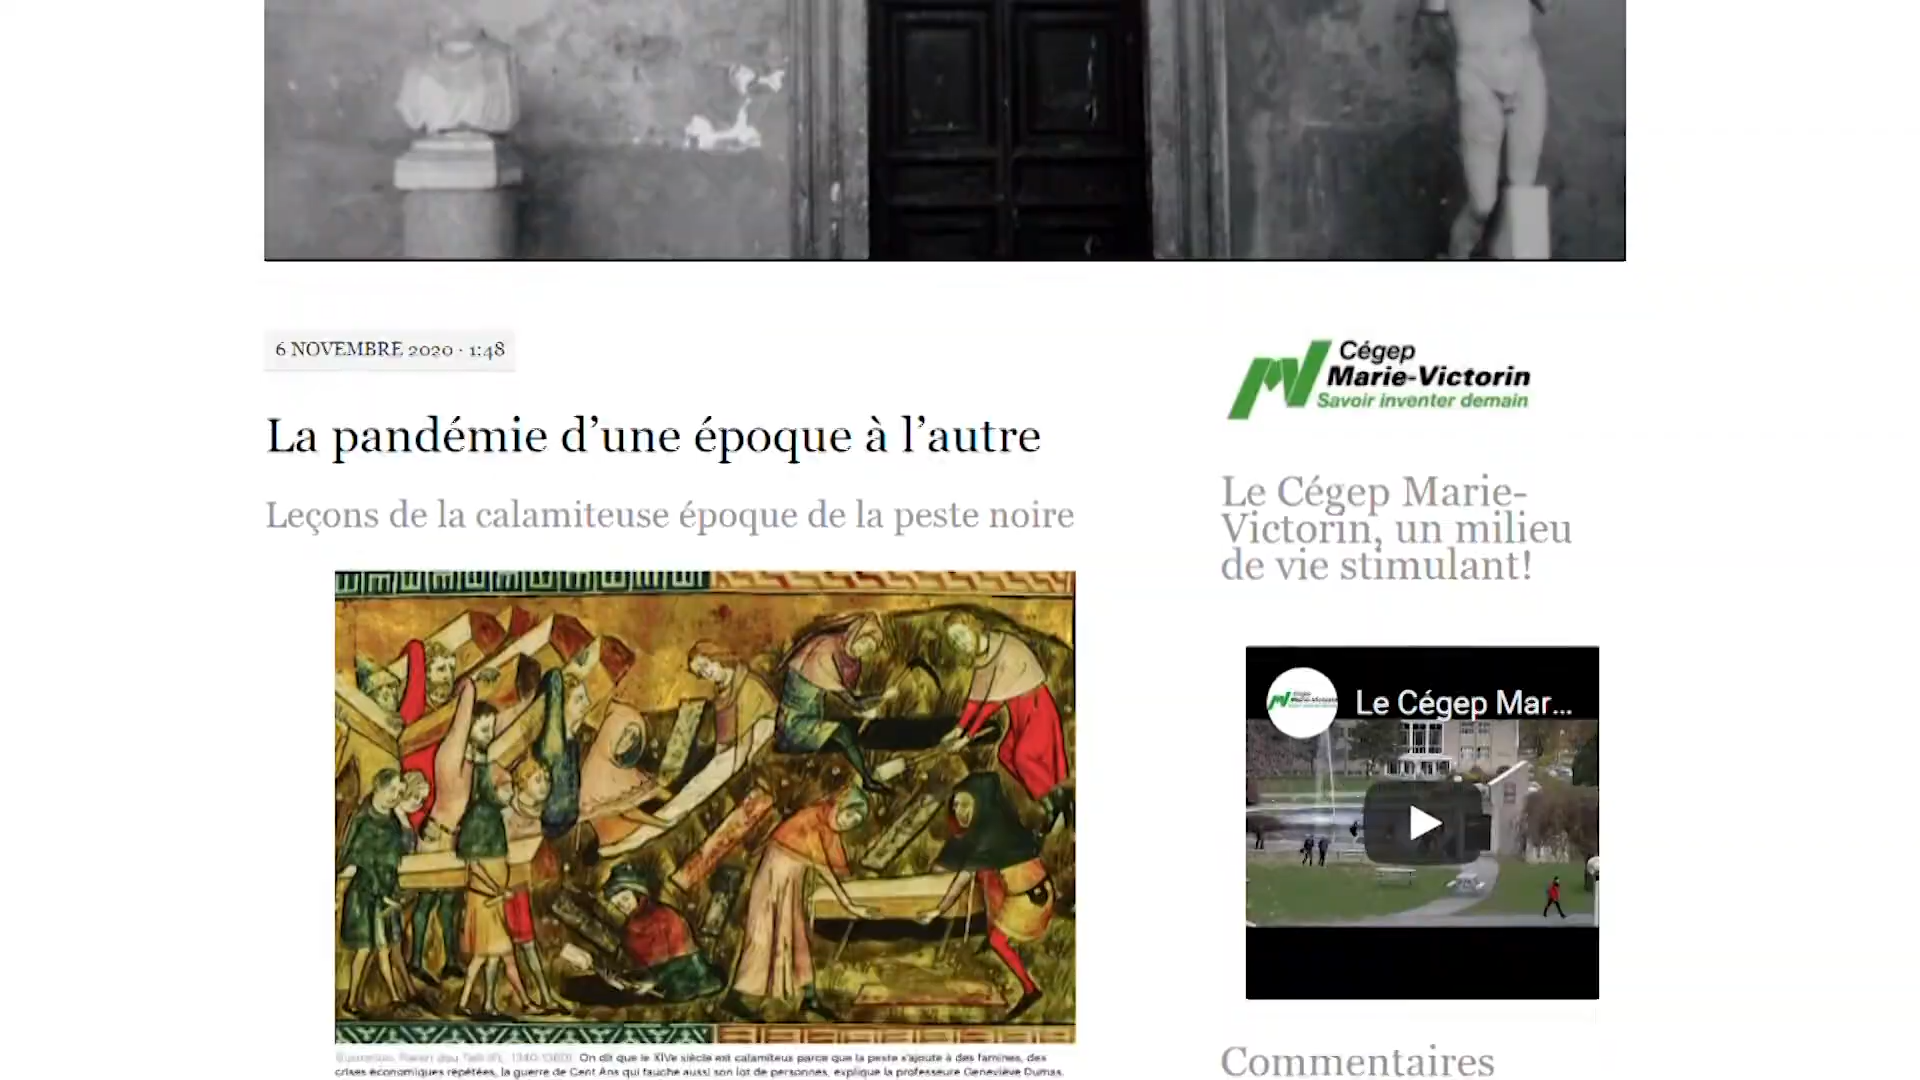 6 NOVEMBRE 2020 · 1:48
La pandémie d’une époque à l’autre
Leçons de la calamiteuse époque de la peste noire
On dit que le XIVe siècle est calamiteux parce que la peste s'ajoute à des famines, des
crises économiques répétées, la guerre de Cent Ans qui fauche aussi son lot de personnes, explique la professeure Geneviève Dumas.
Cégep
Marie-Victorin
Savoir inventer demain
Le Cégep Marie-
Victorin, un milieu
de vie stimulant!
Le Cégep Mar...
Commentaires